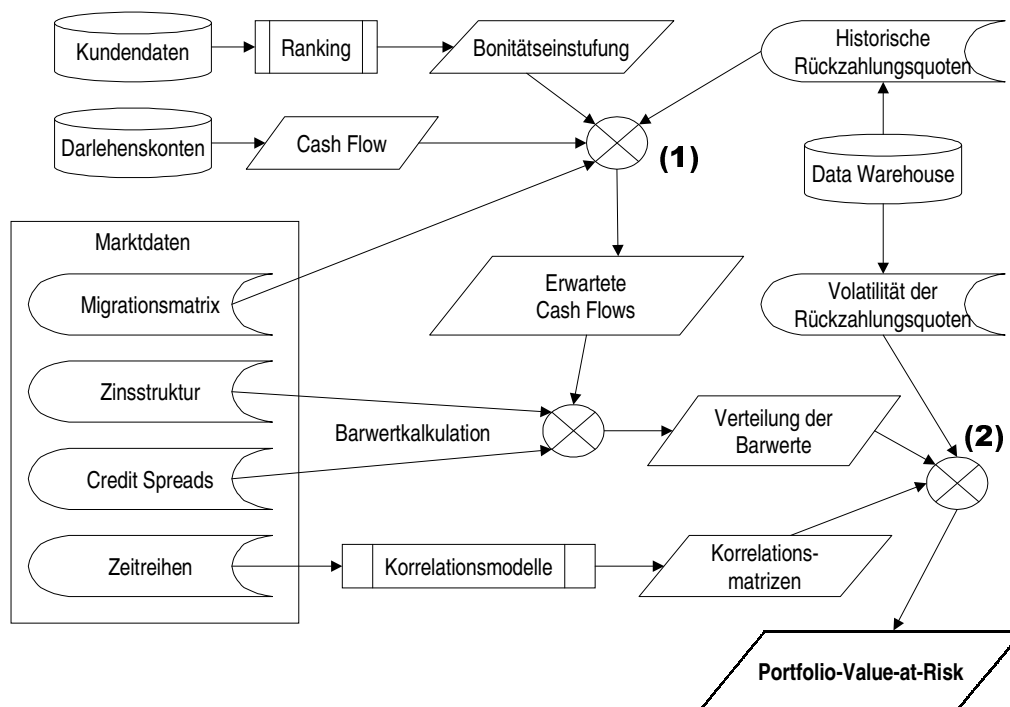 Kundendaten
Ranking
Bonitätseinstufung
Historische
Rückzahlungsquoten
Darlehenskonten
Cash Flow
(1)
Data Warehouse
Marktdaten
Migrationsmatrix
Erwartete
Cash Flows
Volatilität der
Rückzahlungsquoten
Zinsstruktur
Barwertkalkulation
Verteilung der
Barwerte
(2)
Credit Spreads
Zeitreihen
Korrelationsmodelle
Korrelations-
matrizen
Portfolio-Value-at-Risk